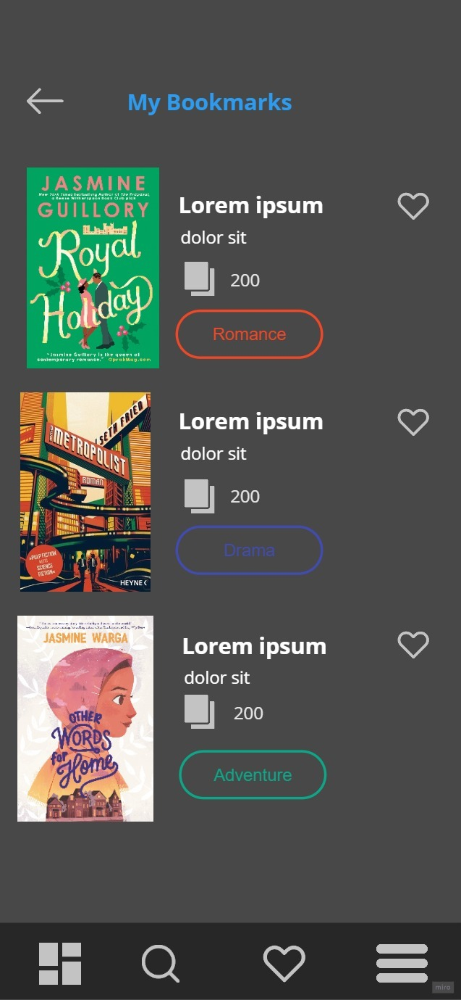 My Bookmarks
JASMINE
New York Times Bestselling Author of The Proposal,
a Reese Witherspoon Book Club pick
GUILLORY
Royal
Holiday
"Jasmine Guillory is the queen of
contemporary romance." OprahMag.com
Lorem ipsum
dolor sit
200
Romance
SETH FRIED
DER
METROPOLIST
ROMAN
»PULP FICTION
MEETS
SCIENCE
FICTION«
HEYNE
Lorem ipsum
dolor sit
200
Drama
JASMINE WARGA
OTHER
WORDS
for
Home
Lorem ipsum
dolor sit
200
Adventure
miro